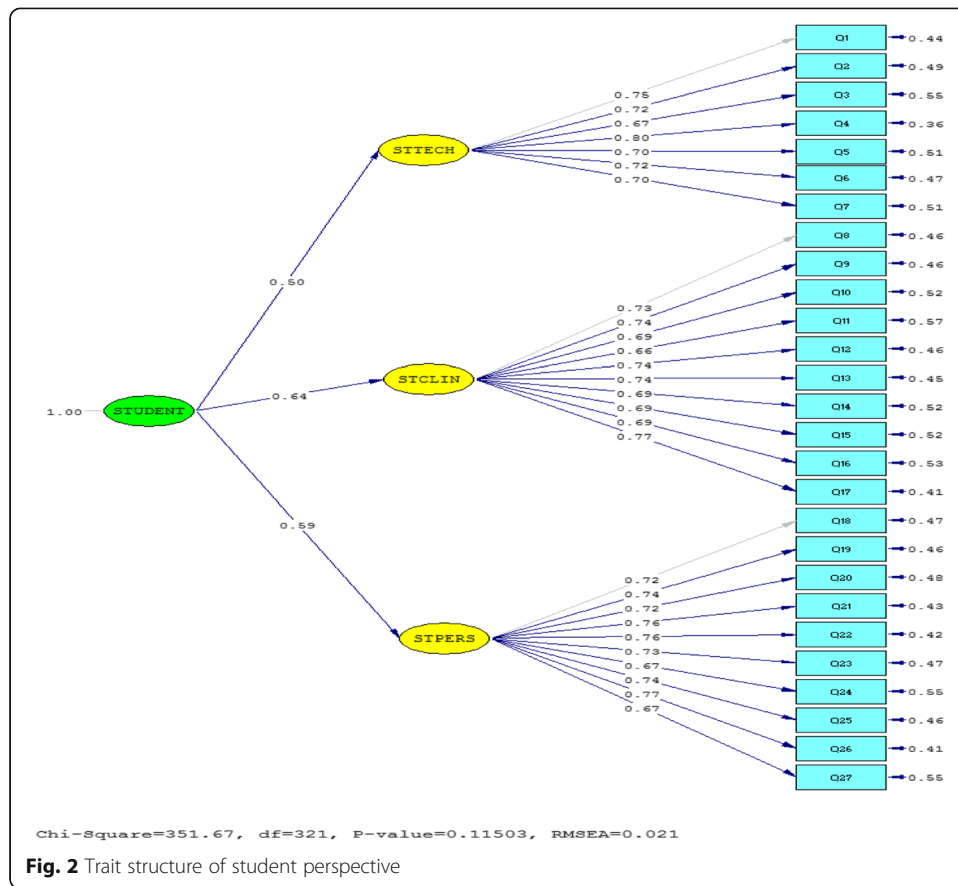 Q1 0.44
Q2 0.49
0.75
Q3 0.55
0.72
0.67
Q4 0.36
0.80
STTECH
0.70
Q5 0.51
0.72
Q6 0.47
0.70
Q7 0.51
Q8 0.46
Q9 0.46
0.50
Q10 0.52
0.73
Q11 0.57
0.74
0.69
Q12 0.46
0.66
0.74
STCLIN
0.74
Q13 0.45
0.64
0.69
Q14 0.52
1.00
STUDENT
0.69
0.69
Q15 0.52
0.77
Q16 0.53
Q17 0.41
Q18 0.47
0.59
Q19 0.46
0.72
Q20 0.48
0.74
0.72
Q21 0.43
0.76
STPERS
0.76
Q22 0.42
0.73
Q23 0.47
0.67
0.74
Q24 0.55
0.77
0.67
Q25 0.46
Q26 0.41
Q27 0.55
Chi-Square=351.67, df=321, P-value=0.11503, RMSEA=0.021
Fig. 2 Trait structure of student perspective